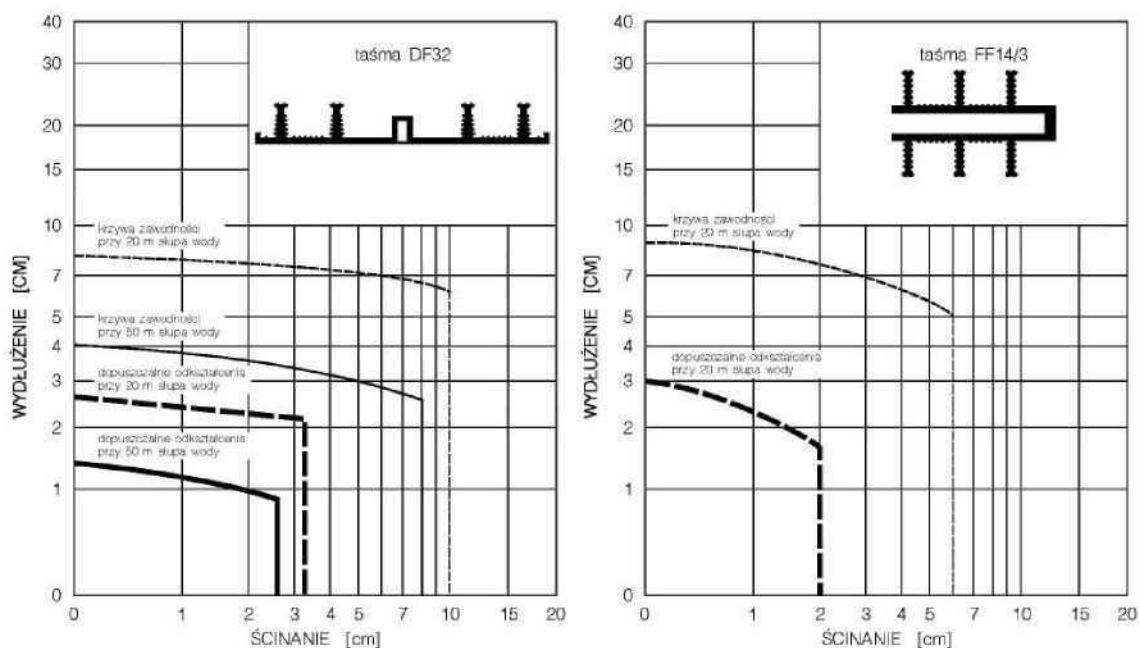 taśma DF32
40
30
20
15
10
7
5
4
3
2
1
0
WYDŁUŻENIE [CM]
krzywa zawodności
przy 20 m słupa wody
krzywa zawodności
przy 50 m słupa wody
dopuszczalne odkształcenia
przy 20 m słupa wody
dopuszczalne odkształcenia
przy 50 m słupa wody
0 1 2 3 4 5 7 10 15 20
ŚCINANIE [cm]
taśma FF14/3
40
30
20
15
10
7
5
4
3
2
1
0
WYDŁUŻENIE [CM]
krzywa zawodności
przy 20 m słupa wody
dopuszczalne odkształcenia
przy 20 m słupa wody
0 1 2 3 4 5 7 10 15 20
ŚCINANIE [cm]